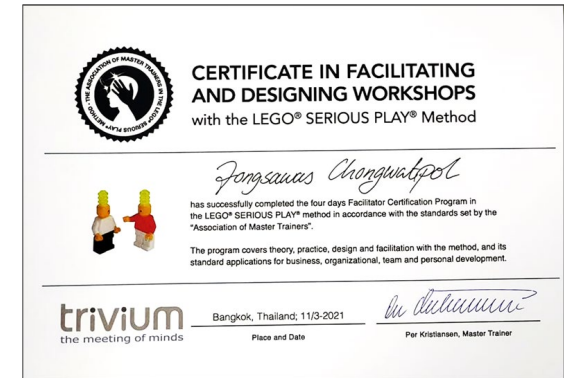 THE ASSOCIATION OF MASTER TRAINERS IN THE LEGO® SERIOUS PLAY® METHOD
CERTIFICATE IN FACILITATING
AND DESIGNING WORKSHOPS
with the LEGO® SERIOUS PLAY® Method
Jongsawas Chongwatpol
has successfully completed the four days Facilitator Certification Program in
the LEGO® SERIOUS PLAY® method in accordance with the standards set by the
"Association of Master Trainers".
The program covers theory, practice, design and facilitation with the method, and its
standard applications for business, organizational, team and personal development.
trivium
the meeting of minds
Bangkok, Thailand; 11/3-2021
Place and Date
Per Kristiansen, Master Trainer